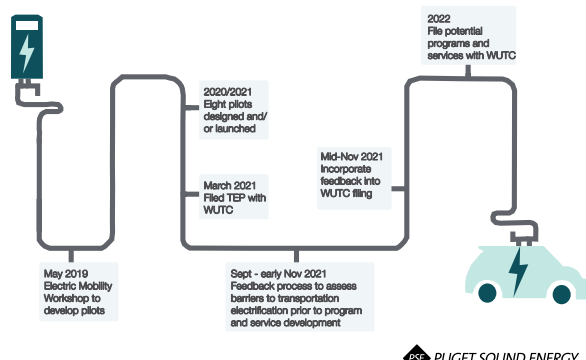 May 2019
Electric Mobility
Workshop to
develop pilots
2020/2021
Eight pilots
designed and/
or launched
March 2021
Filed TEP with
WUTC
Sept - early Nov 2021
Feedback process to assess
barriers to transportation
electrification prior to program
and service development
Mid-Nov 2021
Incorporate
feedback into
WUTC filing
2022
File potential
programs and
services with WUTC
PSE PUGET SOUND ENERGY